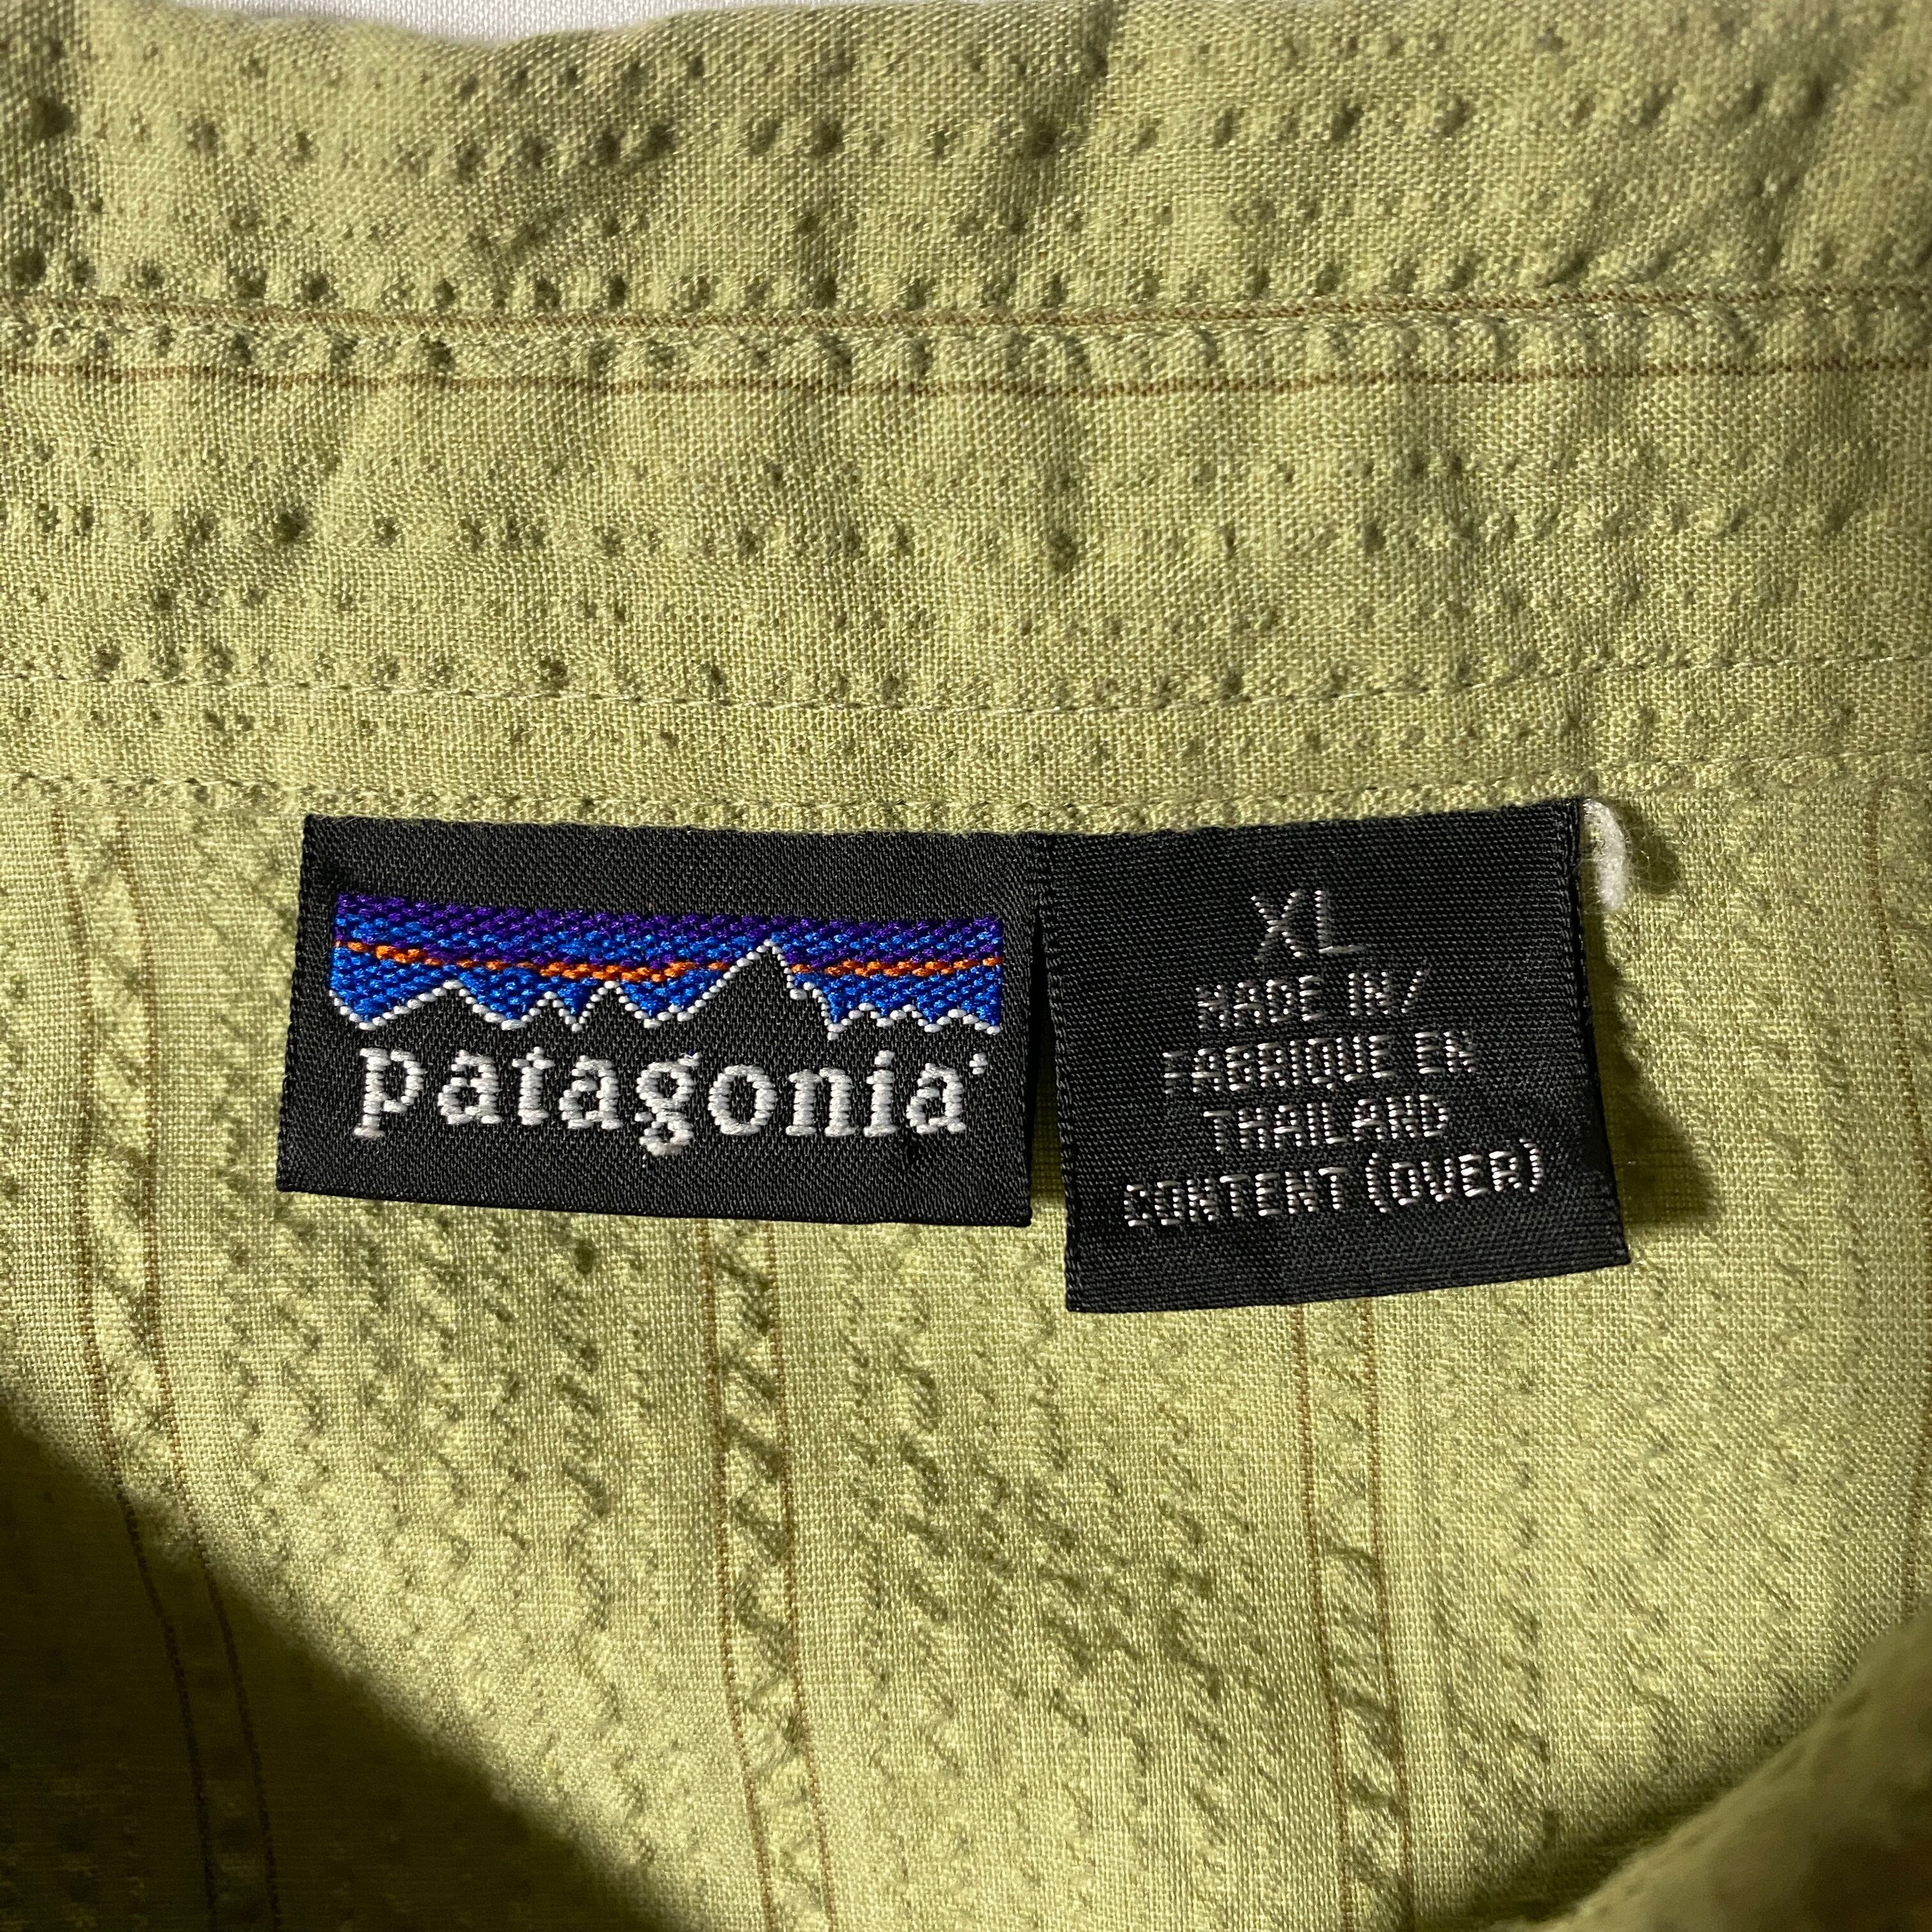 patagonia®
XL
MADE IN/
FABRIQUE EN
THAILAND
CONTENT (OVER)